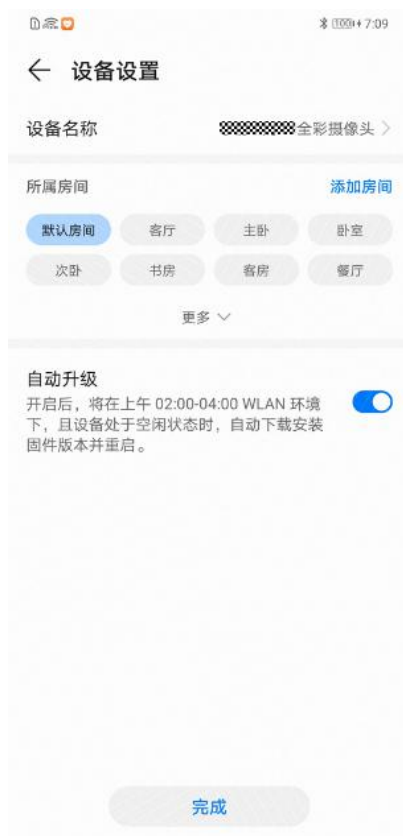 100 7:09
设备设置
设备名称 全彩摄像头
所属房间 添加房间
默认房间 客厅 主卧 卧室
次卧 书房 客房 餐厅
更多
自动升级
开启后，将在上午 02:00-04:00 WLAN 环境
下，且设备处于空闲状态时，自动下载安装
固件版本并重启。
完成